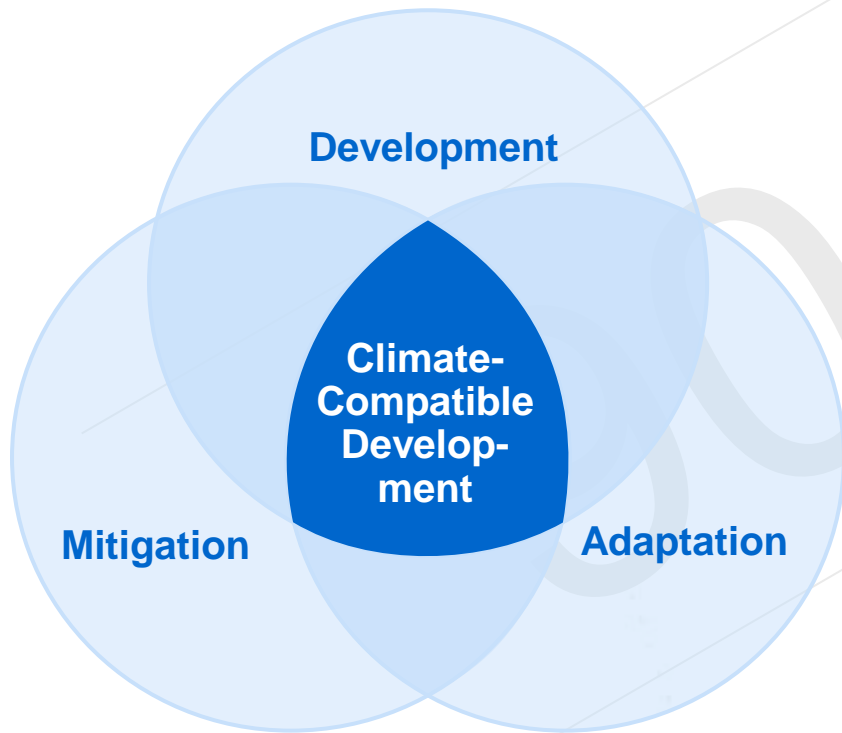 Development
Climate-
Compatible
Develop-
ment
Mitigation
Adaptation